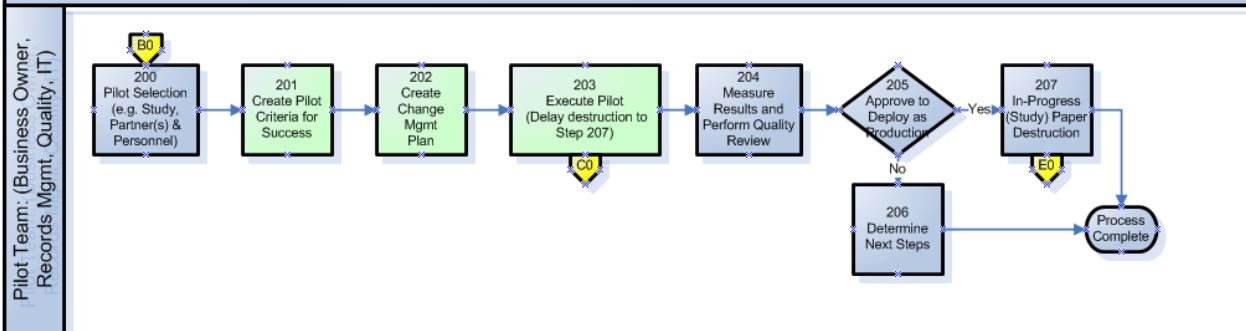 Pilot Team: (Business Owner,
Records Mgmt, Quality, IT)
B0
200
Pilot Selection
(e.g. Study,
Partner(s) &
Personnel)
201
Create Pilot
Criteria for
Success
202
Create
Change
Mgmt
Plan
203
Execute Pilot
(Delay destruction to
Step 207)
C0
204
Measure
Results and
Perform Quality
Review
205
Approve to
Deploy as
Production
Yes
No
206
Determine
Next Steps
207
In-Progress
(Study) Paper
Destruction
E0
Process
Complete